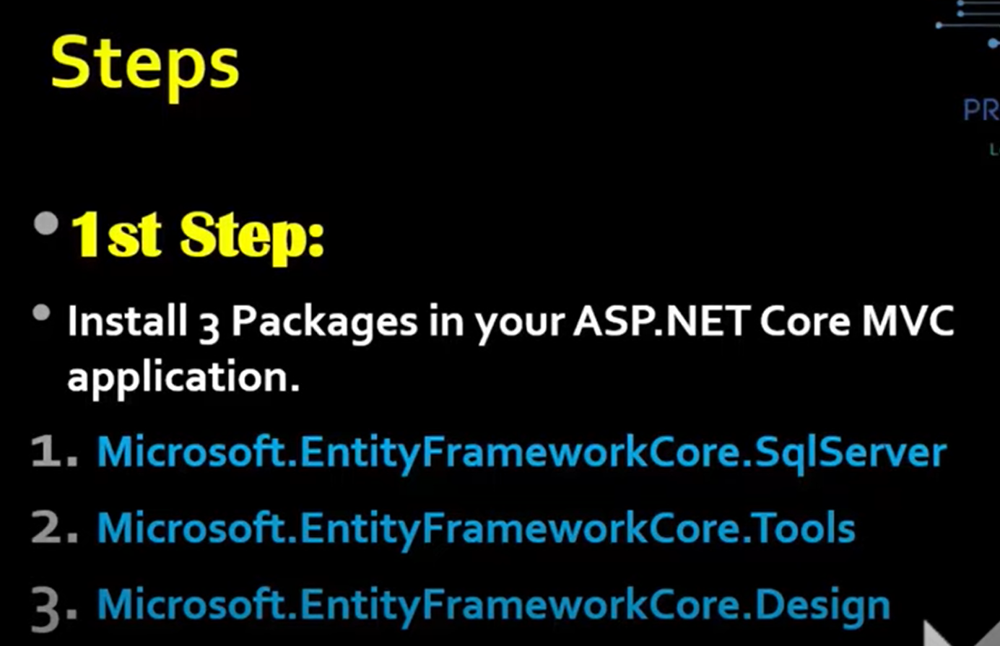 Steps
PR
L
1st Step:
Install 3 Packages in your ASP.NET Core MVC
application.
1. Microsoft.EntityFrameworkCore.SqlServer
2. Microsoft.EntityFrameworkCore.Tools
3. Microsoft.EntityFrameworkCore.Design